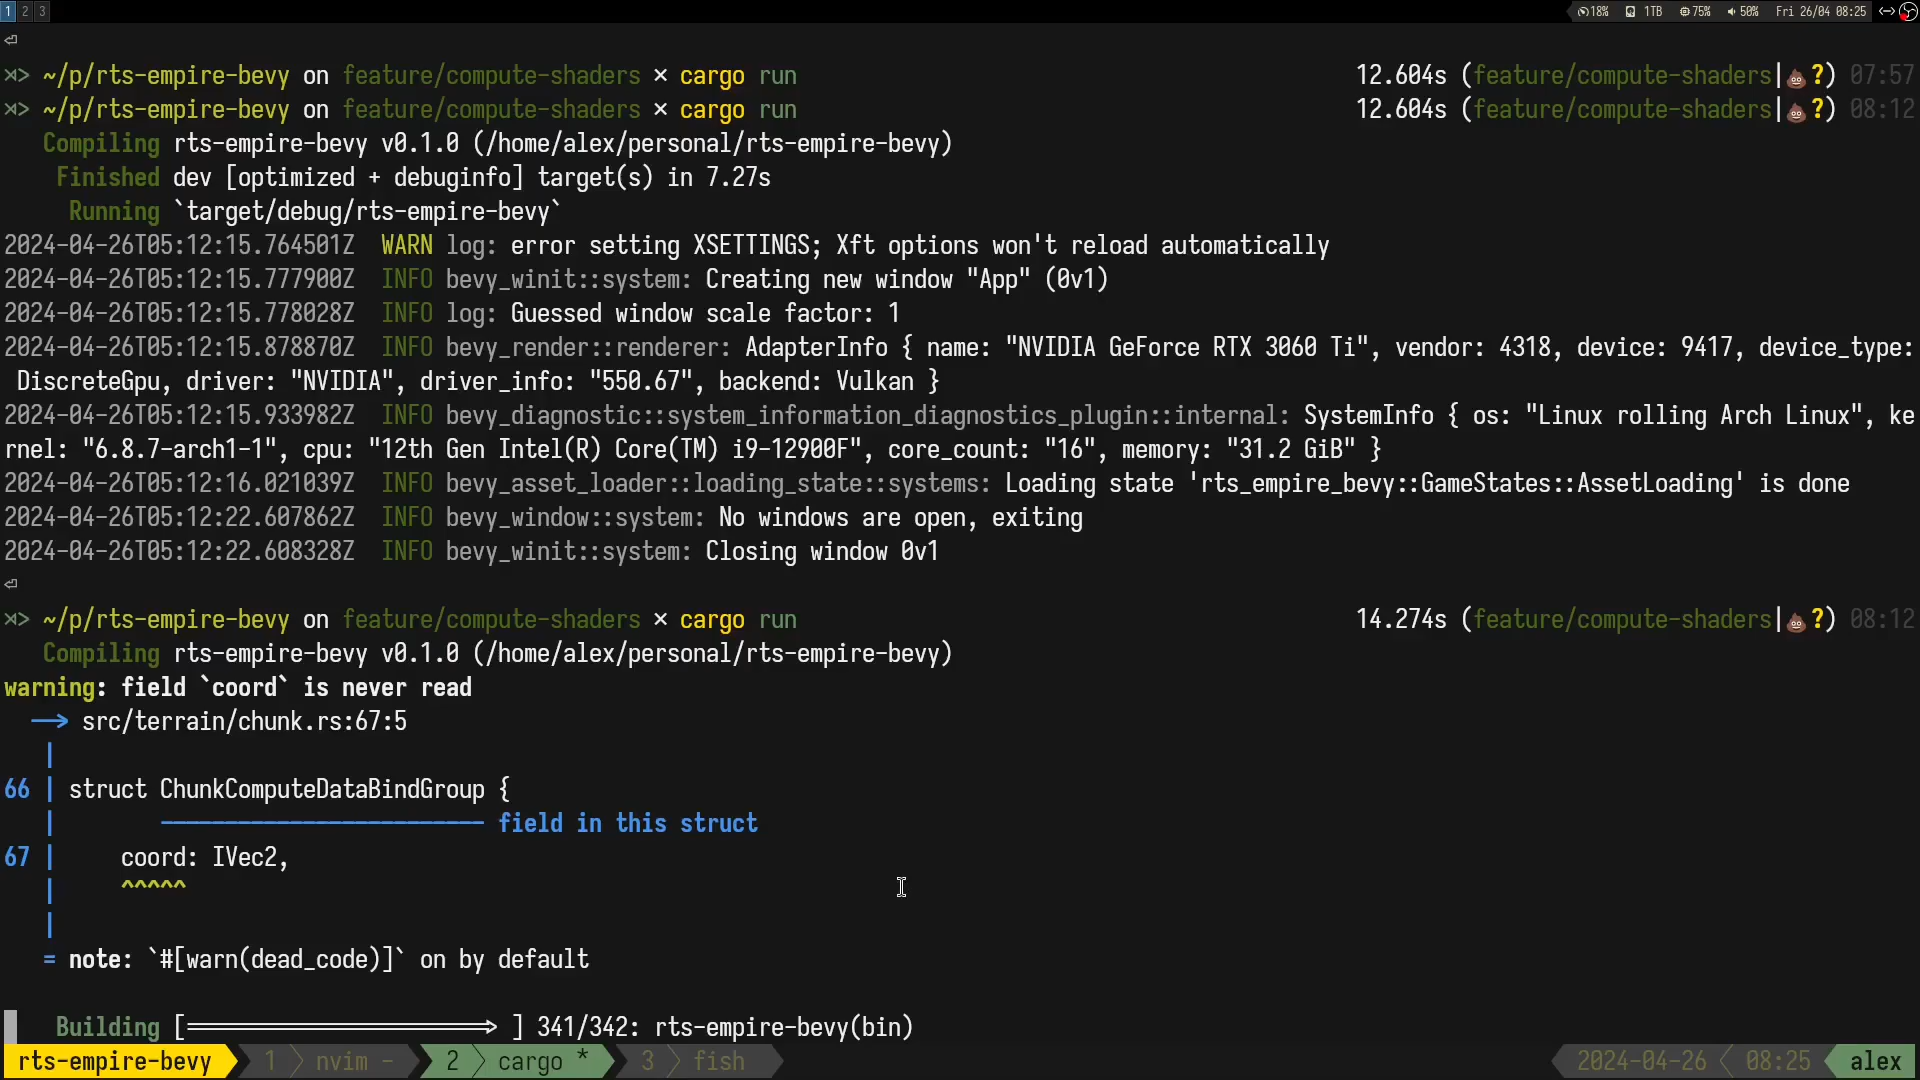 1 2 3 18% 1TB 75% 50% Fri 26/04 08:25
~/p/rts-empire-bevy on feature/compute-shaders × cargo run 12.604s (feature/compute-shaders|💩?) 07:57
~/p/rts-empire-bevy on feature/compute-shaders × cargo run 12.604s (feature/compute-shaders|💩?) 08:12
Compiling rts-empire-bevy v0.1.0 (/home/alex/personal/rts-empire-bevy)
Finished dev [optimized + debuginfo] target(s) in 7.27s
Running `target/debug/rts-empire-bevy`
2024-04-26T05:12:15.764501Z WARN log: error setting XSETTINGS; Xft options won't reload automatically
2024-04-26T05:12:15.777900Z INFO bevy_winit::system: Creating new window "App" (0v1)
2024-04-26T05:12:15.778028Z INFO log: Guessed window scale factor: 1
2024-04-26T05:12:15.878870Z INFO bevy_render::renderer: AdapterInfo { name: "NVIDIA GeForce RTX 3060 Ti", vendor: 4318, device: 9417, device_type:
DiscreteGpu, driver: "NVIDIA", driver_info: "550.67", backend: Vulkan }
2024-04-26T05:12:15.933982Z INFO bevy_diagnostic::system_information_diagnostics_plugin::internal: SystemInfo { os: "Linux rolling Arch Linux", ke
rnel: "6.8.7-arch1-1", cpu: "12th Gen Intel(R) Core(TM) i9-12900F", core_count: "16", memory: "31.2 GiB" }
2024-04-26T05:12:16.021039Z INFO bevy_asset_loader::loading_state::systems: Loading state 'rts_empire_bevy::GameStates::AssetLoading' is done
2024-04-26T05:12:22.607862Z INFO bevy_window::system: No windows are open, exiting
2024-04-26T05:12:22.608328Z INFO bevy_winit::system: Closing window 0v1
~/p/rts-empire-bevy on feature/compute-shaders × cargo run 14.274s (feature/compute-shaders|💩?) 08:12
Compiling rts-empire-bevy v0.1.0 (/home/alex/personal/rts-empire-bevy)
warning: field `coord` is never read
--> src/terrain/chunk.rs:67:5
|
66 | struct ChunkComputeDataBindGroup {
| ------------------------- field in this struct
67 | coord: IVec2,
| ^^^^^
|
= note: `#[warn(dead_code)]` on by default
Building [========================> ] 341/342: rts-empire-bevy(bin)
rts-empire-bevy 1 nvim - 2 cargo * 3 fish 2024-04-26 08:25 alex